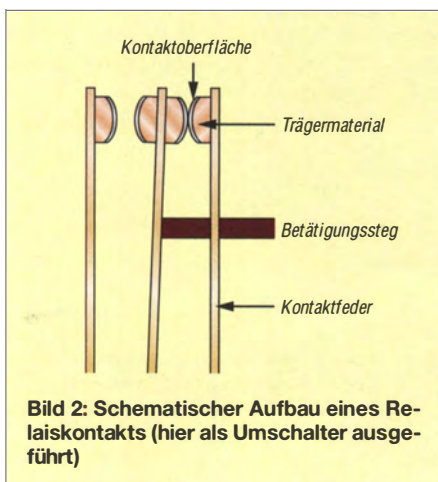 Kontaktoberfläche
Trägermaterial
Betätigungssteg
Kontaktfeder
Bild 2: Schematischer Aufbau eines Re-
laiskontakts (hier als Umschalter ausge-
führt)